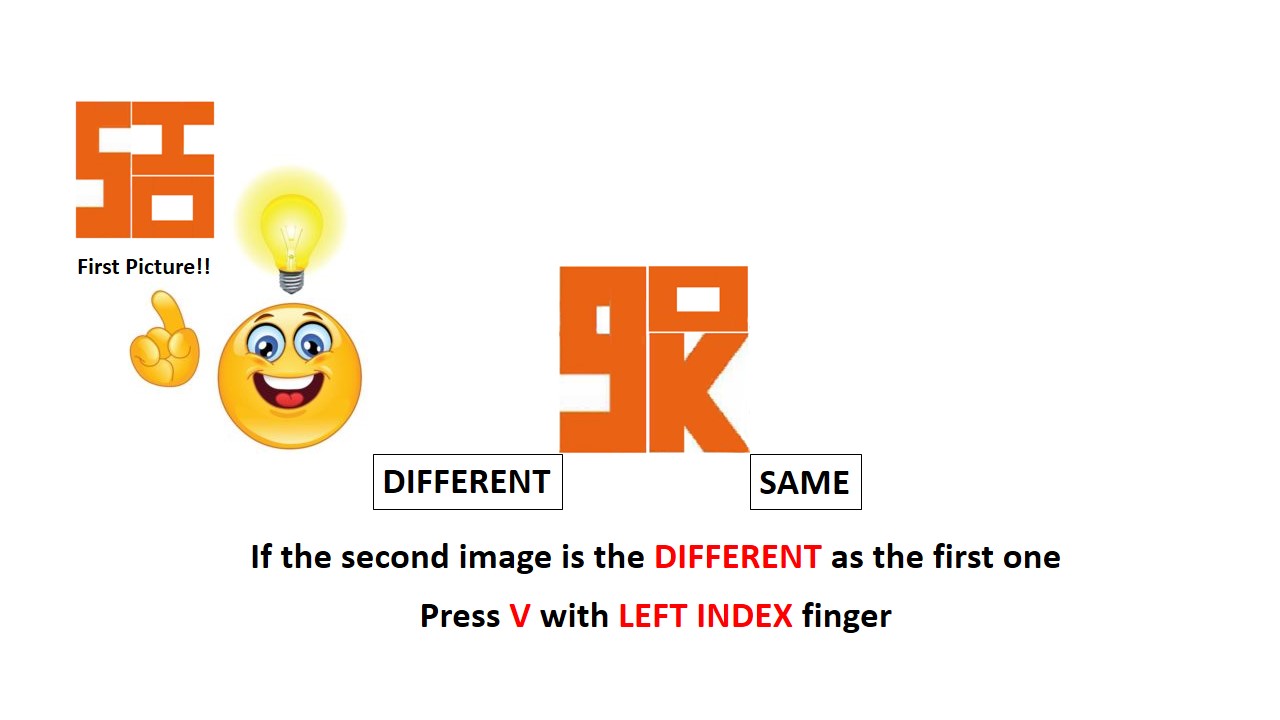 First Picture!!
DIFFERENT
SAME
If the second image is the DIFFERENT as the first one
Press V with LEFT INDEX finger